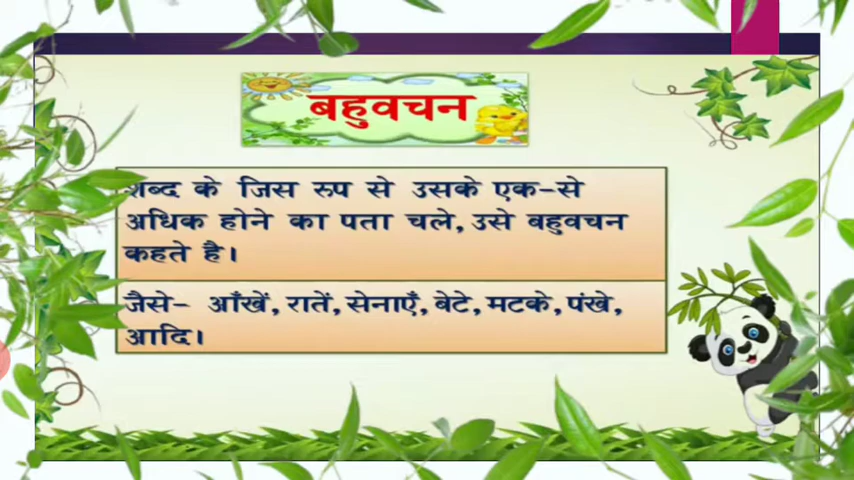 बहुवचन
शब्द के जिस रुप से उसके एक-से
अधिक होने का पता चले, उसे बहुवचन
कहते है।
जैसे- आँखें, रातें, सेनाएँ, बेटे, मटके, पंखे,
आदि।